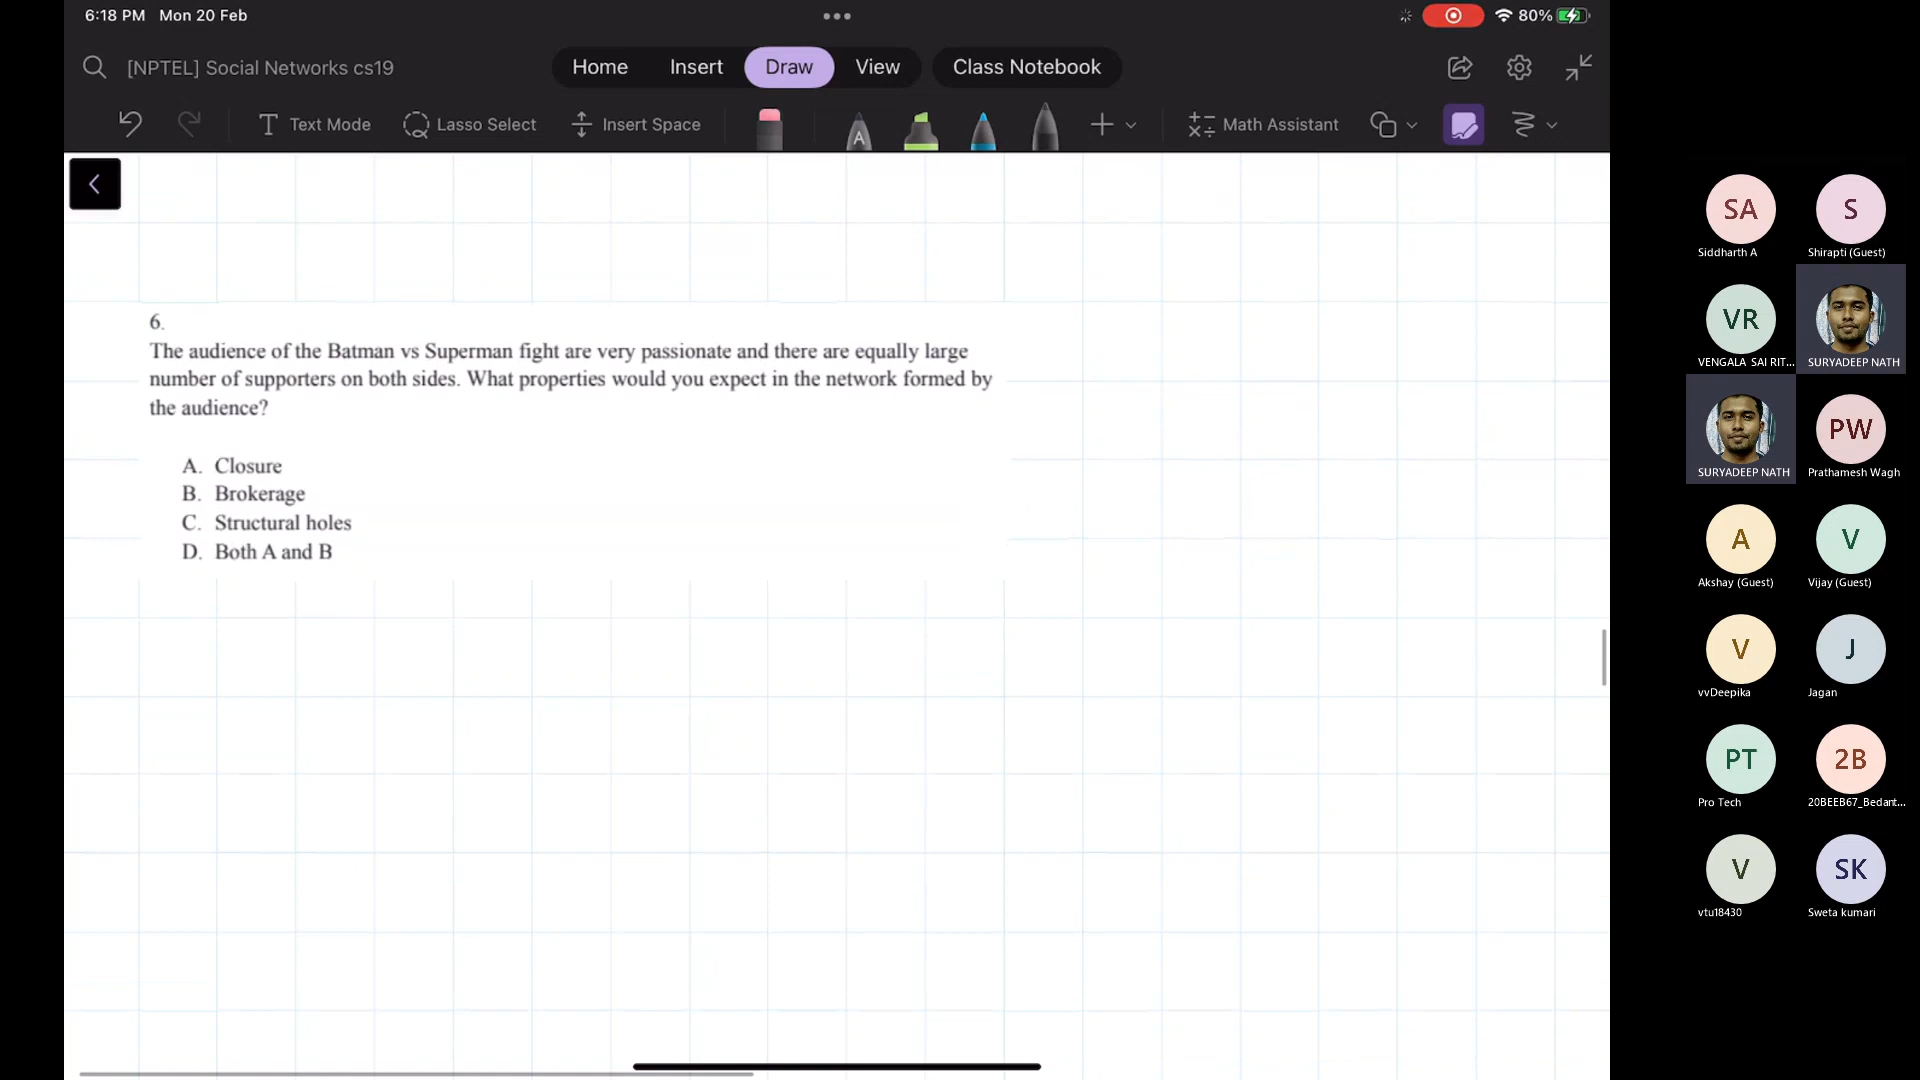 6:18 PM Mon 20 Feb
80%
[NPTEL] Social Networks cs19
Home Insert Draw View Class Notebook
Text Mode Lasso Select Insert Space A Math Assistant
6.
The audience of the Batman vs Superman fight are very passionate and there are equally large
number of supporters on both sides. What properties would you expect in the network formed by
the audience?
A. Closure
B. Brokerage
C. Structural holes
D. Both A and B
SA S
Siddharth A Shirapti (Guest)
VR
VENGALA SAI RIT... SURYADEEP NATH
PW
SURYADEEP NATH Prathamesh Wagh
A V
Akshay (Guest) Vijay (Guest)
V J
vvDeepika Jagan
PT 2B
Pro Tech 20BEEB67_Bedant...
V SK
vtu18430 Sweta kumari